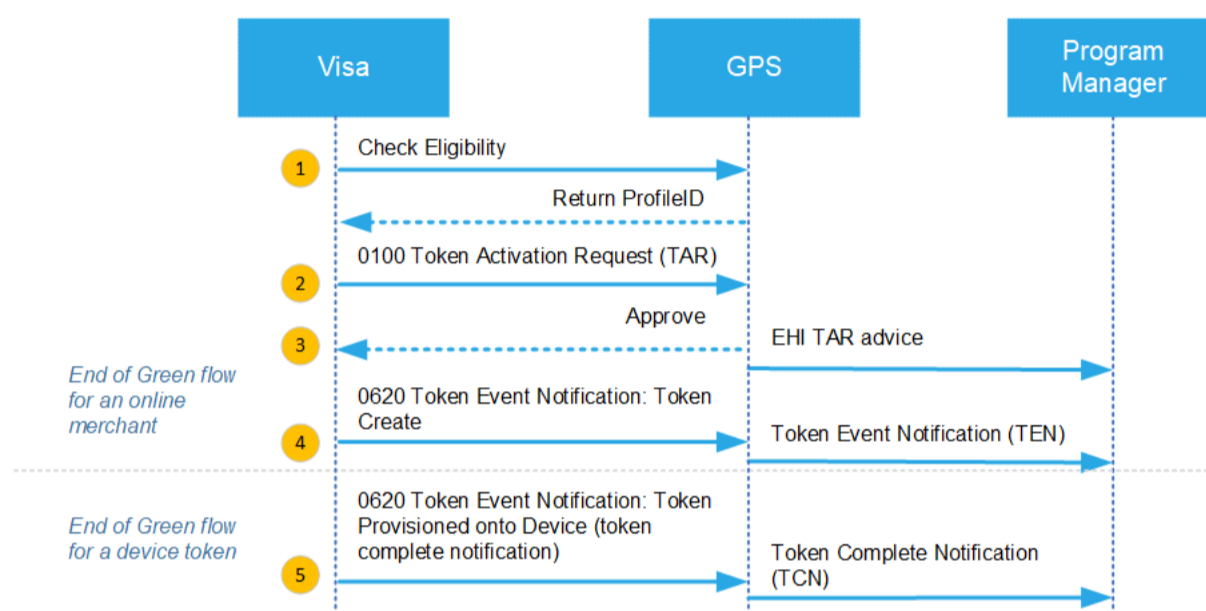 Visa
GPS
Program
Manager
Check Eligibility
1
Return ProfileID
0100 Token Activation Request (TAR)
2
Approve
3
EHI TAR advice
End of Green flow
for an online
merchant
0620 Token Event Notification: Token
Create
4
Token Event Notification (TEN)
0620 Token Event Notification: Token
Provisioned onto Device (token
complete notification)
End of Green flow
for a device token
5
Token Complete Notification
(TCN)